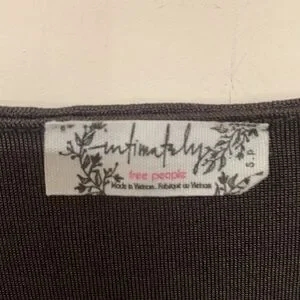 intimately
free people
Made in Vietnam. Fabriqué au Vietnam
S.P